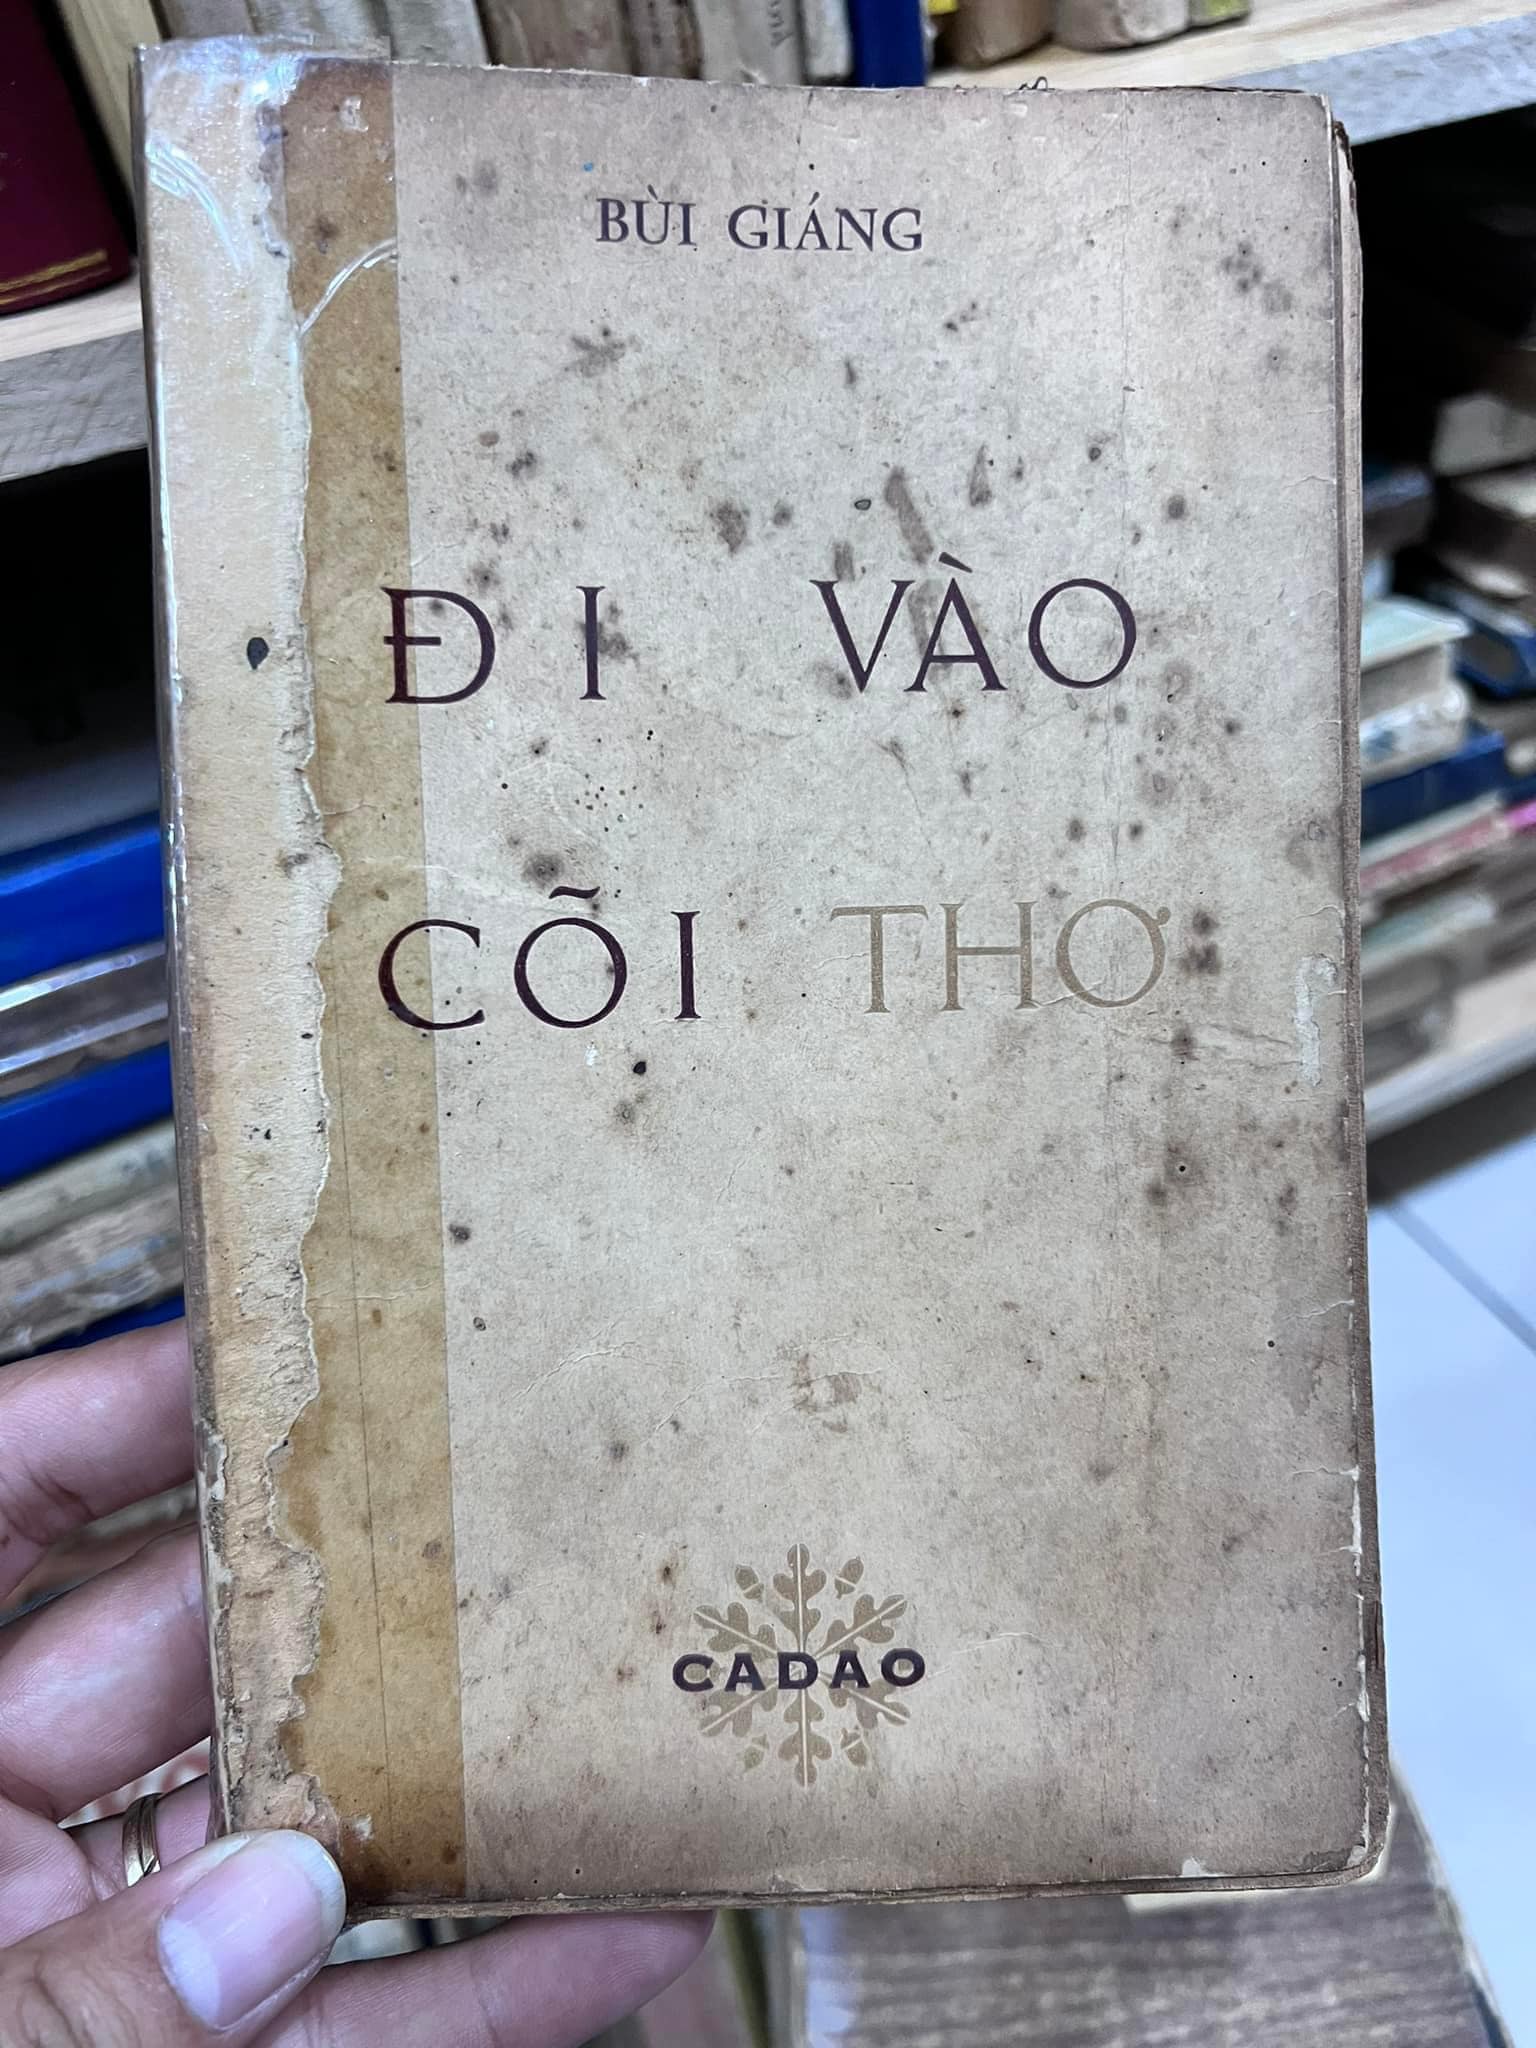 BÙI GIÁNG
ĐI VÀO
CÕI THƠ
CADAO